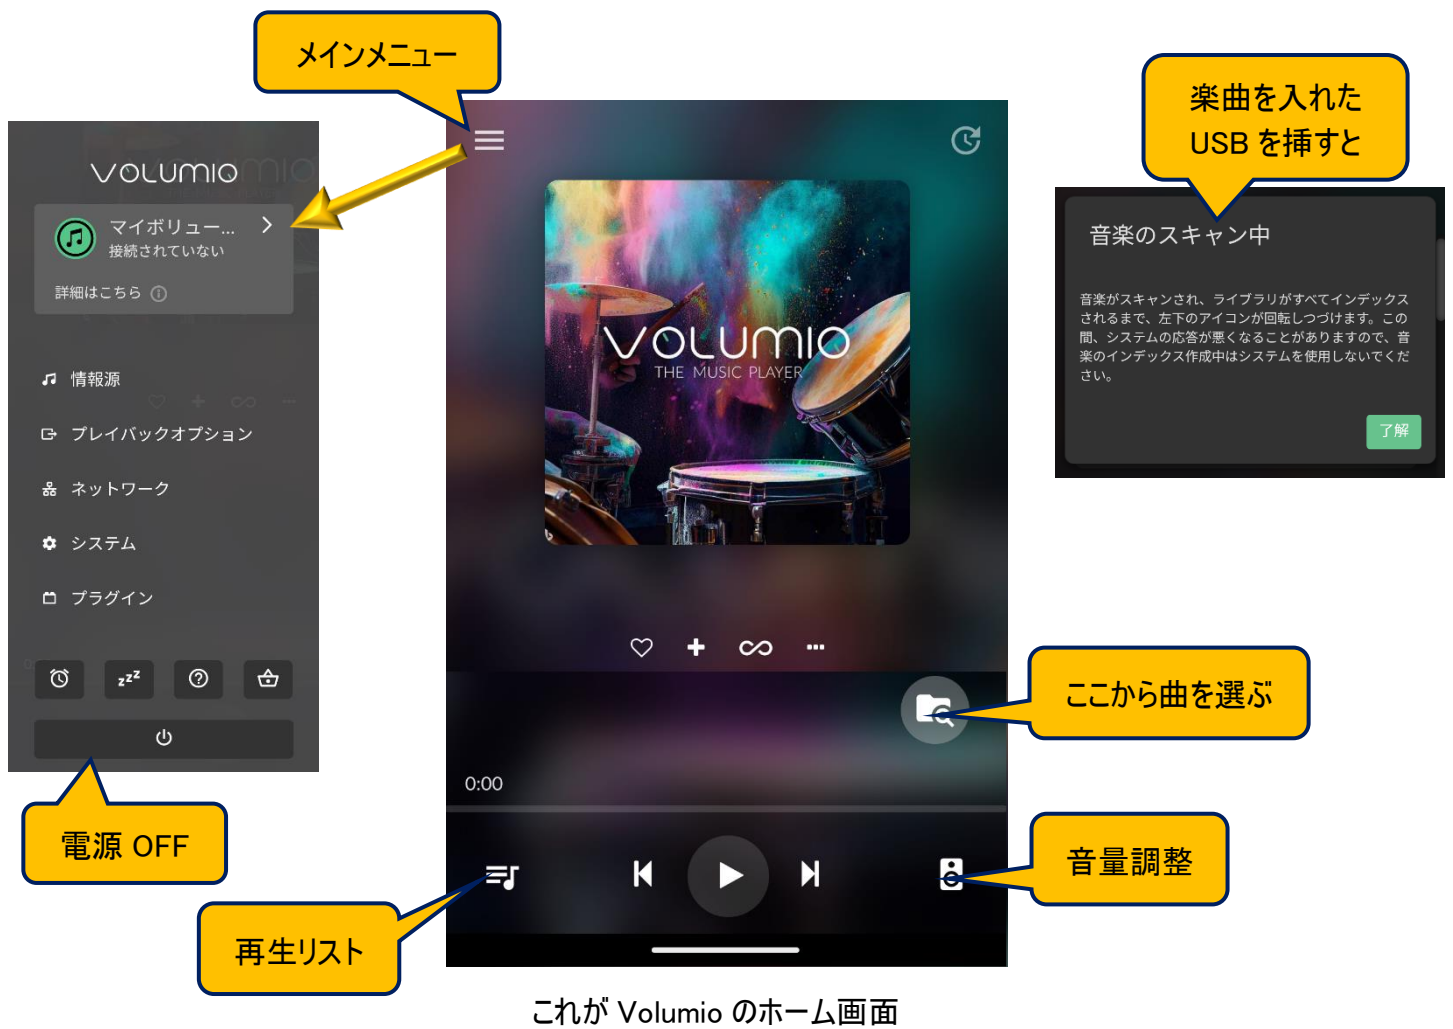 メインメニュー
楽曲を入れた
USB を挿すと
VOLUMIO
マイボリュー...
接続されていない
詳細はこちら
情報源
プレイバックオプション
ネットワーク
システム
プラグイン
zzz
電源 OFF
VOLUMIO
THE MUSIC PLAYER
音楽のスキャン中
音楽がスキャンされ、ライブラリがすべてインデックス
されるまで、左下のアイコンが回転しつづけます。この
間、システムの応答が悪くなることがありますので、音
楽のインデックス作成中はシステムを使用しないでくだ
さい。
了解
ここから曲を選ぶ
0:00
音量調整
再生リスト
これが Volumio のホーム画面